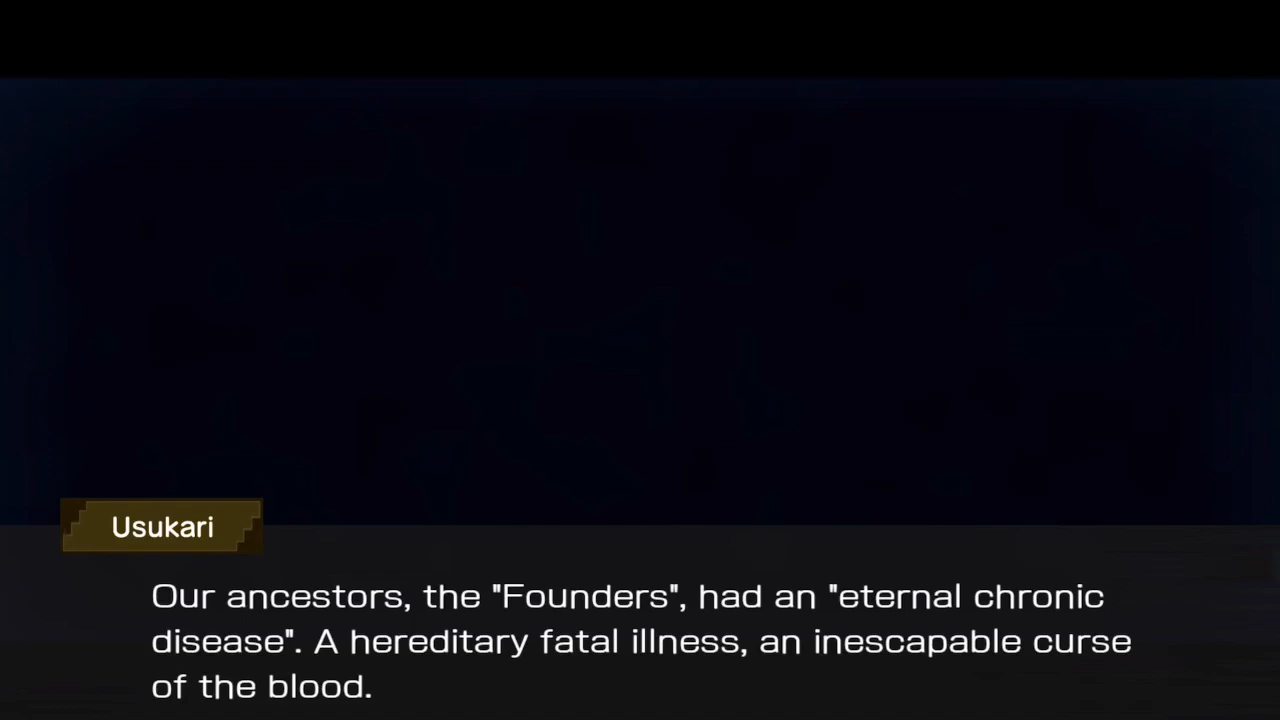 Usukari
Our ancestors, the "Founders", had an "eternal chronic
disease". A hereditary fatal illness, an inescapable curse
of the blood.